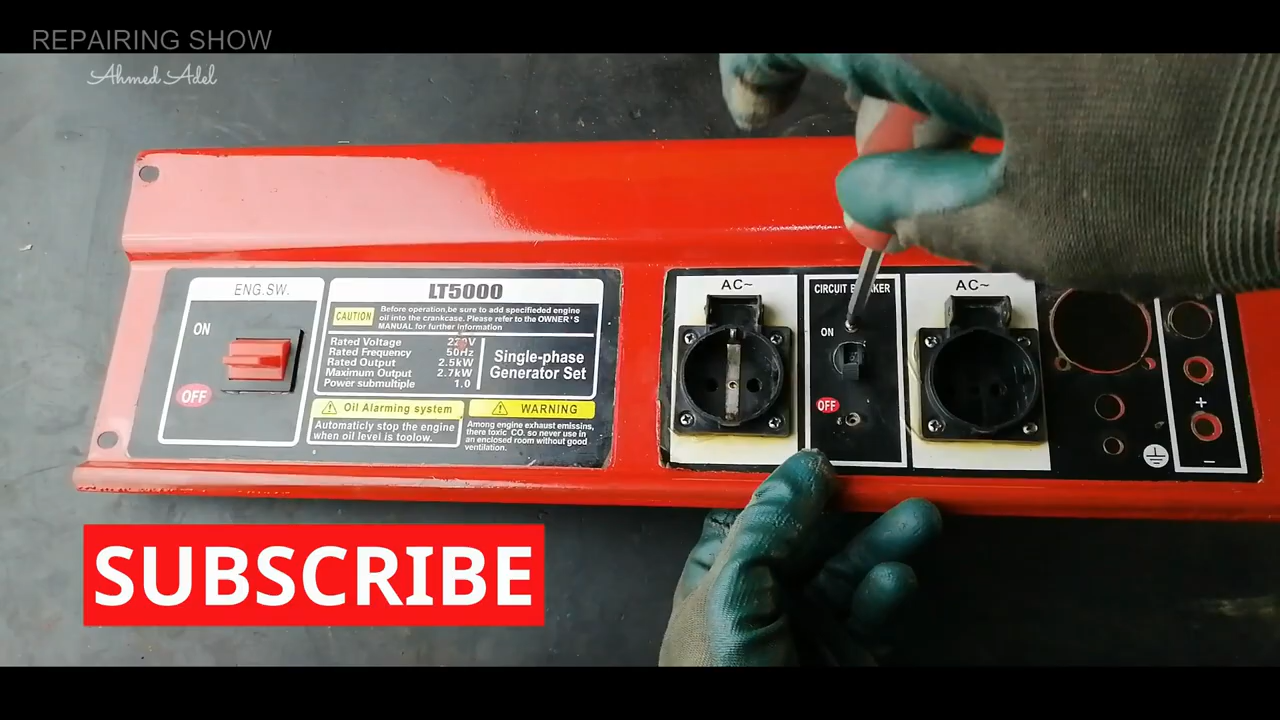 REPAIRING SHOW
Ahmed Adel
ENG.SW.
ON
OFF
LT5000
CAUTION
Before operation,be sure to add specifieded engine
oil into the crankcase. Please refer to the OWNER'S
MANUAL for further information
Rated Voltage 220V
Rated Frequency 50Hz
Rated Output 2.5kW
Maximum Output 2.7kW
Power submultiple 1.0
Single-phase
Generator Set
Oil Alarming system
Automaticly stop the engine
when oil level is toolow.
WARNING
Among engine exhaust emissins,
there toxic CO, so never use in
an enclosed room without good
ventilation.
AC~
CIRCUIT BREAKER
ON
OFF
AC~
+
−
SUBSCRIBE